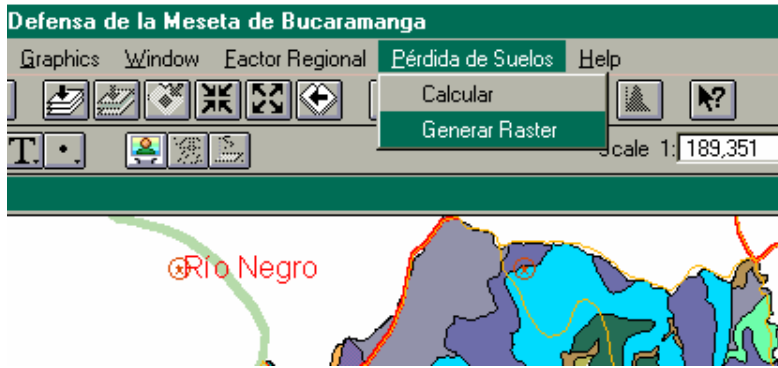 Defensa de la Meseta de Bucaramanga
Graphics Window Factor Regional Pérdida de Suelos Help
Calcular
Generar Raster
T
Scale 1: 189,351
Río Negro